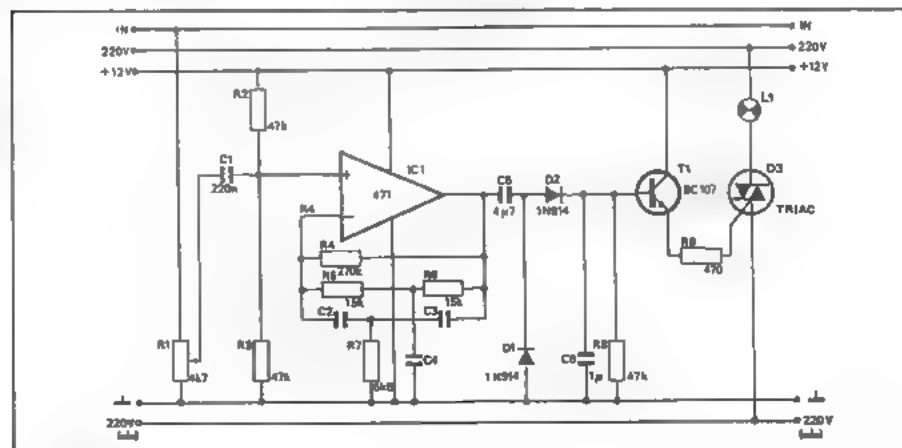 IN IN
220V 220V
+12V +12V
R2
47k
L1
C1
220n
IC1
471
C5
4µ7
D2
1N914
T1
BC107
D3
TRIAC
R4
R4
270k
R9
470
R5
15k
R6
15k
C2
C3
R1
4k7
R3
47k
R7
C4
D1
1N914
1µ
R8
47k
220V 220V